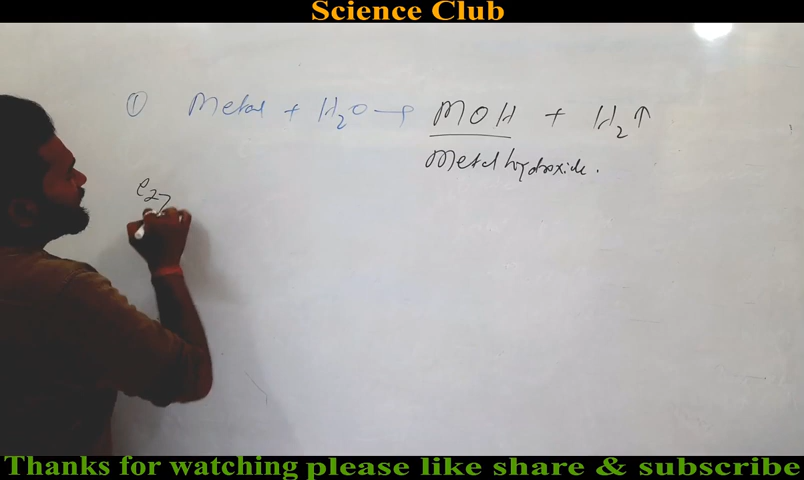 Science Club
① Metal + H₂O → MOH + H₂↑
Metal hydroxide.
Thanks for watching please like share & subscribe